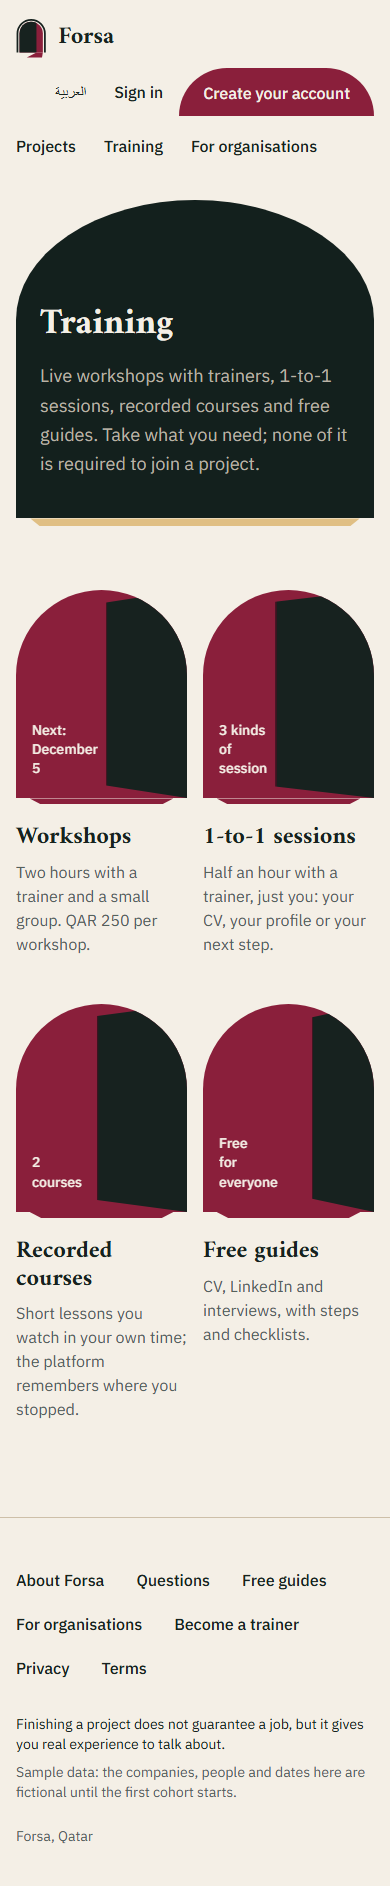 Forsa
العربية
Sign in
Create your account
Projects
Training
For organisations
Training
Live workshops with trainers, 1-to-1
sessions, recorded courses and free
guides. Take what you need; none of it
is required to join a project.
Next:
December
5
Workshops
Two hours with a
trainer and a small
group. QAR 250 per
workshop.
3 kinds
of
session
1-to-1 sessions
Half an hour with a
trainer, just you: your
CV, your profile or your
next step.
2
courses
Recorded
courses
Short lessons you
watch in your own time;
the platform
remembers where you
stopped.
Free
for
everyone
Free guides
CV, LinkedIn and
interviews, with steps
and checklists.
About Forsa
Questions
Free guides
For organisations
Become a trainer
Privacy
Terms
Finishing a project does not guarantee a job, but it gives
you real experience to talk about.
Sample data: the companies, people and dates here are
fictional until the first cohort starts.
Forsa, Qatar